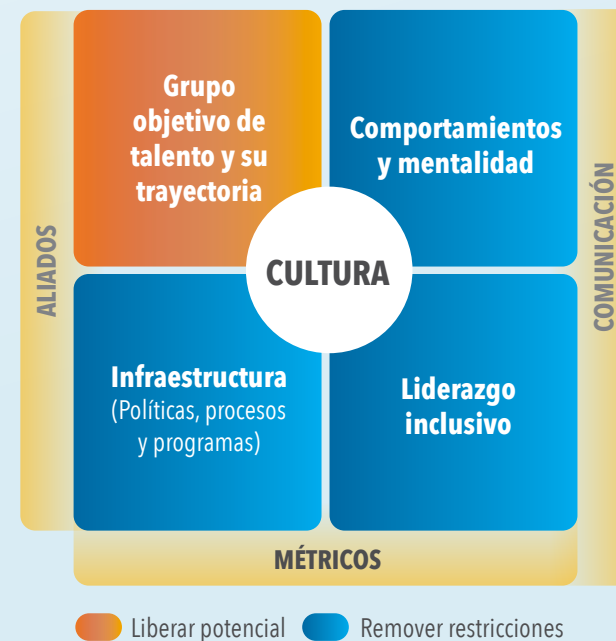 Grupo
objetivo de
talento y su
trayectoria
Comportamientos
y mentalidad
ALIADOS
CULTURA
COMUNICACIÓN
Infraestructura
(Políticas, procesos
y programas)
Liderazgo
inclusivo
MÉTRICOS
Liberar potencial
Remover restricciones